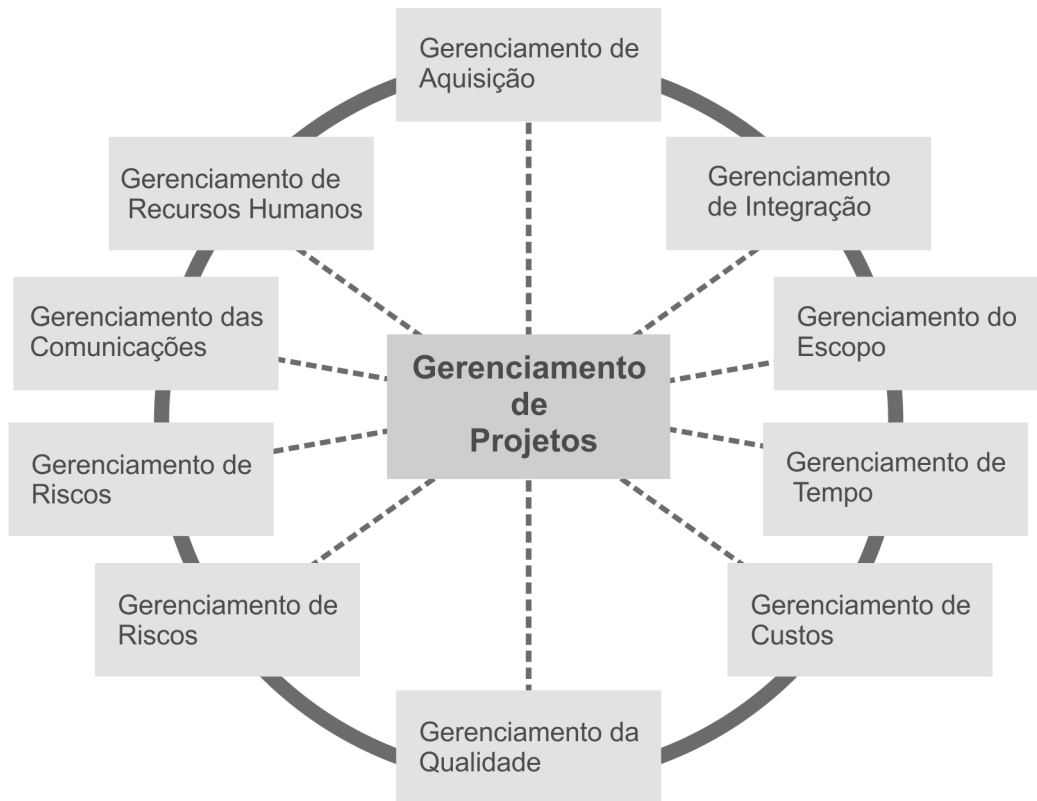 Gerenciamento de
Aquisição
Gerenciamento de
Recursos Humanos
Gerenciamento
de Integração
Gerenciamento das
Comunicações
Gerenciamento do
Escopo
Gerenciamento
de
Projetos
Gerenciamento de
Riscos
Gerenciamento de
Tempo
Gerenciamento de
Riscos
Gerenciamento de
Custos
Gerenciamento da
Qualidade